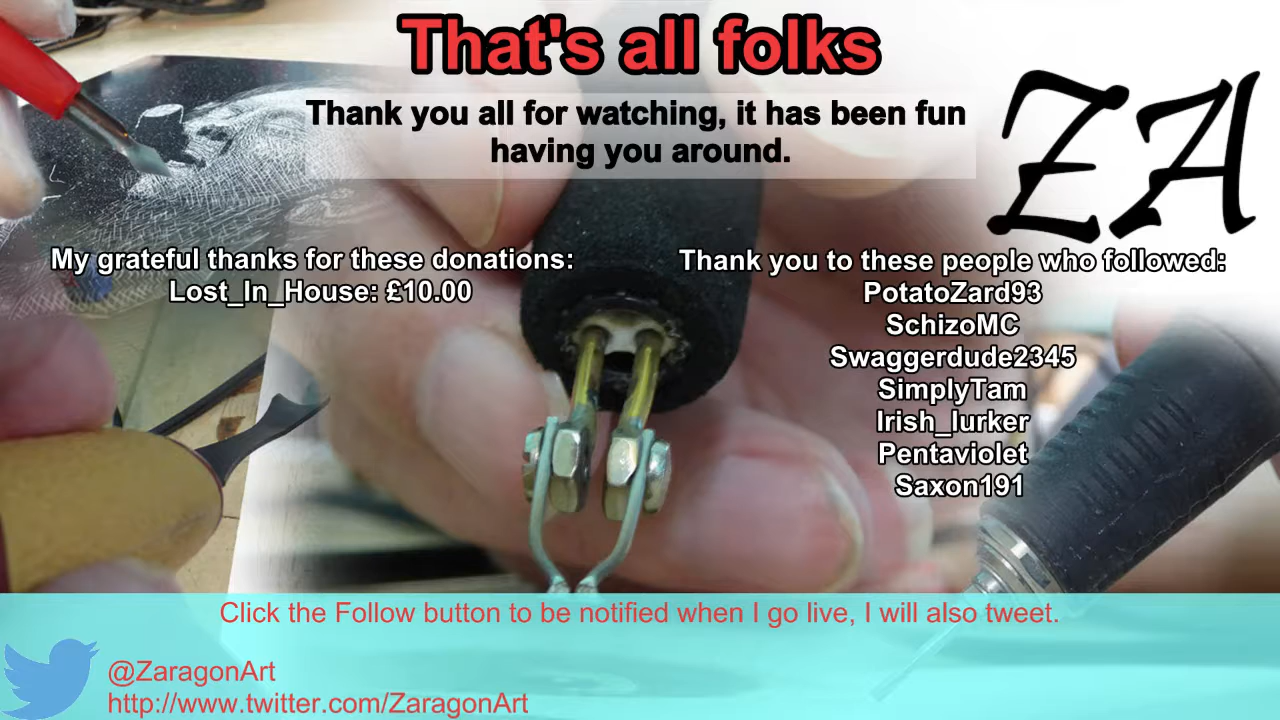 That's all folks
Thank you all for watching, it has been fun
having you around.
ZA
My grateful thanks for these donations:
Lost_In_House: £10.00
Thank you to these people who followed:
PotatoZard93
SchizoMC
Swaggerdude2345
SimplyTam
Irish_lurker
Pentaviolet
Saxon191
Click the Follow button to be notified when I go live, I will also tweet.
@ZaragonArt
http://www.twitter.com/ZaragonArt